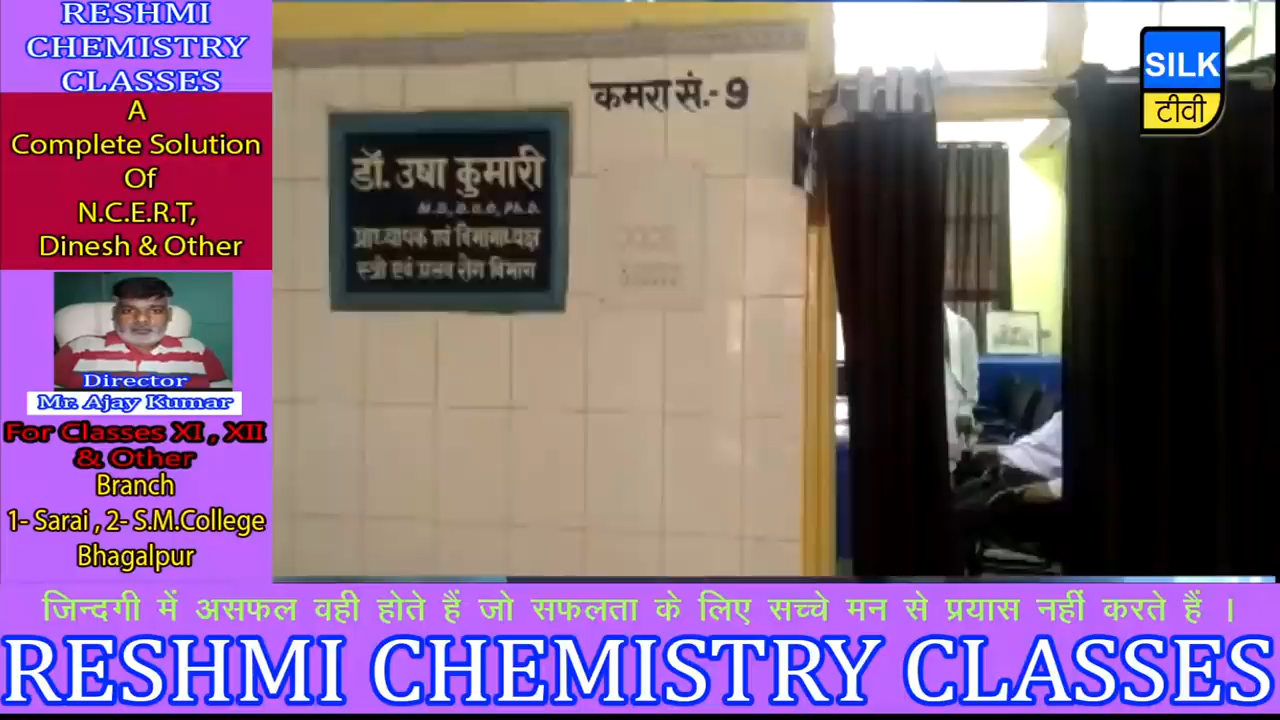 RESHMI
CHEMISTRY
CLASSES
A
Complete Solution
Of
N.C.E.R.T,
Dinesh & Other
Director
Mr. Ajay Kumar
For Classes XI , XII
& Other
Branch
1- Sarai , 2- S.M.College
Bhagalpur
कमरा सं.- 9
डॉ. उषा कुमारी
M.D., D.G.O, Ph.D.
प्राध्यापक एवं विभागाध्यक्ष
स्त्री एवं प्रसव रोग विभाग
SILK
टीवी
जिन्दगी में असफल वही होते हैं जो सफलता के लिए सच्चे मन से प्रयास नहीं करते हैं ।
RESHMI CHEMISTRY CLASSES